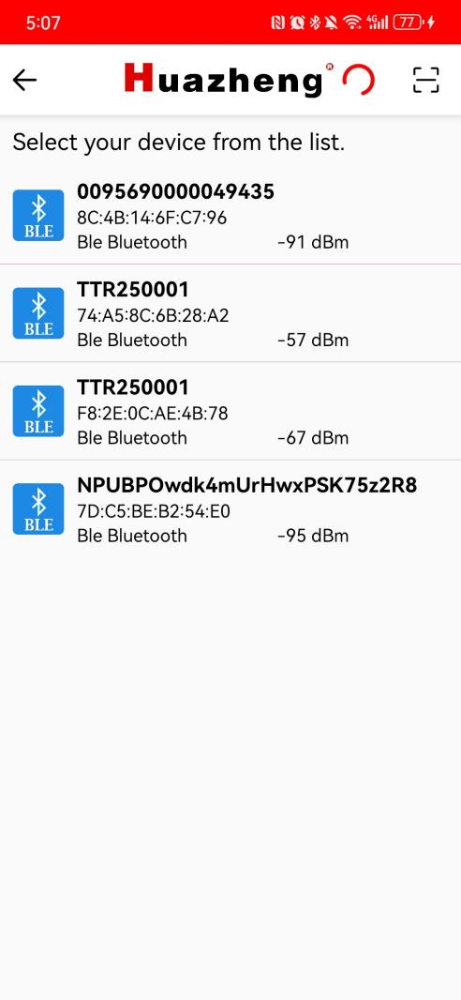 5:07
4G
77
Huazheng®
Select your device from the list.
0095690000049435
8C:4B:14:6F:C7:96
BLE
Ble Bluetooth -91 dBm
TTR250001
74:A5:8C:6B:28:A2
BLE
Ble Bluetooth -57 dBm
TTR250001
F8:2E:0C:AE:4B:78
BLE
Ble Bluetooth -67 dBm
NPUBPOwdk4mUrHwxPSK75z2R8
7D:C5:BE:B2:54:E0
BLE
Ble Bluetooth -95 dBm